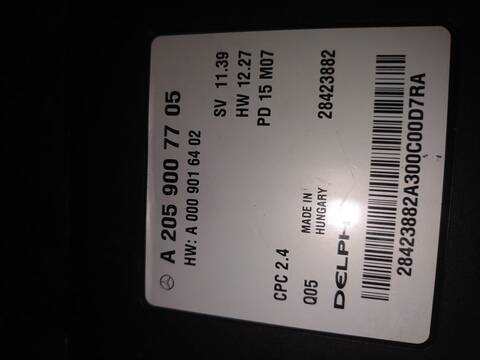 A 205 900 77 05
HW: A 000 901 64 02
SV 11.39
HW 12.27
PD 15 M07
CPC 2.4
MADE IN
HUNGARY
28423882
Q05
DELPHI
28423882A300C00D7RA